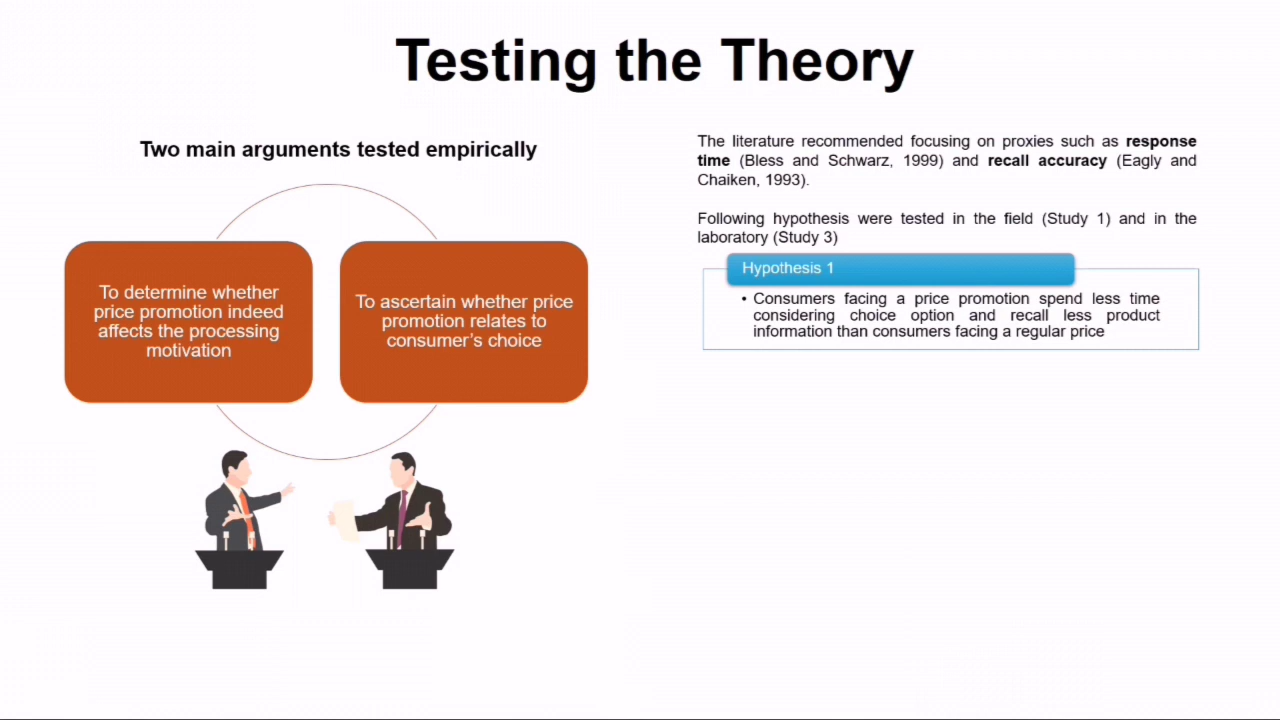 Testing the Theory
Two main arguments tested empirically
To determine whether
price promotion indeed
affects the processing
motivation
To ascertain whether price
promotion relates to
consumer's choice
The literature recommended focusing on proxies such as response
time (Bless and Schwarz, 1999) and recall accuracy (Eagly and
Chaiken, 1993).
Following hypothesis were tested in the field (Study 1) and in the
laboratory (Study 3)
Hypothesis 1
• Consumers facing a price promotion spend less time
considering choice option and recall less product
information than consumers facing a regular price